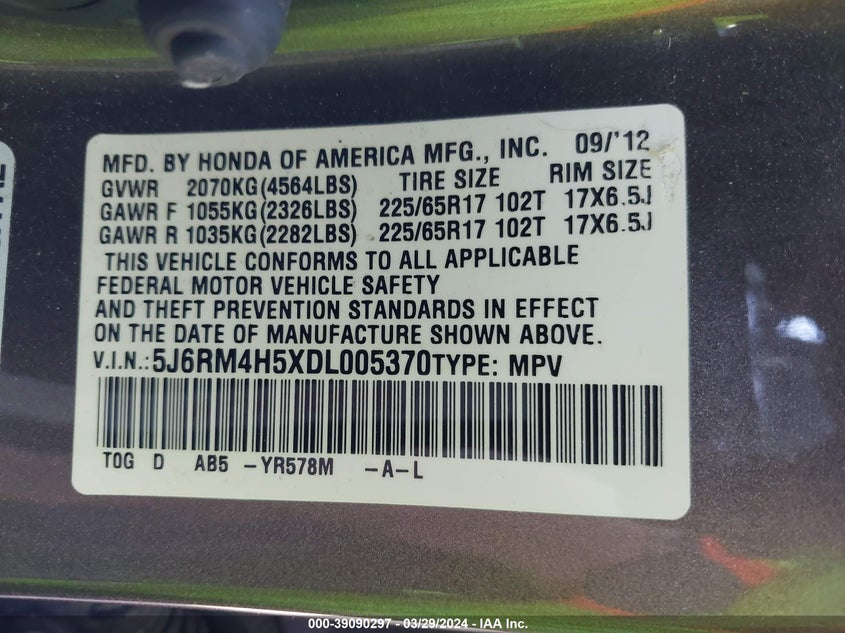 MFD. BY HONDA OF AMERICA MFG., INC. 09/'12
GVWR 2070KG(4564LBS) TIRE SIZE RIM SIZE
GAWR F 1055KG(2326LBS) 225/65R17 102T 17X6.5J
GAWR R 1035KG(2282LBS) 225/65R17 102T 17X6.5J
THIS VEHICLE CONFORMS TO ALL APPLICABLE
FEDERAL MOTOR VEHICLE SAFETY
AND THEFT PREVENTION STANDARDS IN EFFECT
ON THE DATE OF MANUFACTURE SHOWN ABOVE.
V.I.N.: 5J6RM4H5XDL005370 TYPE: MPV
TOG D AB5 -YR578M -A-L
000-39090297 - 03/29/2024 - IAA Inc.